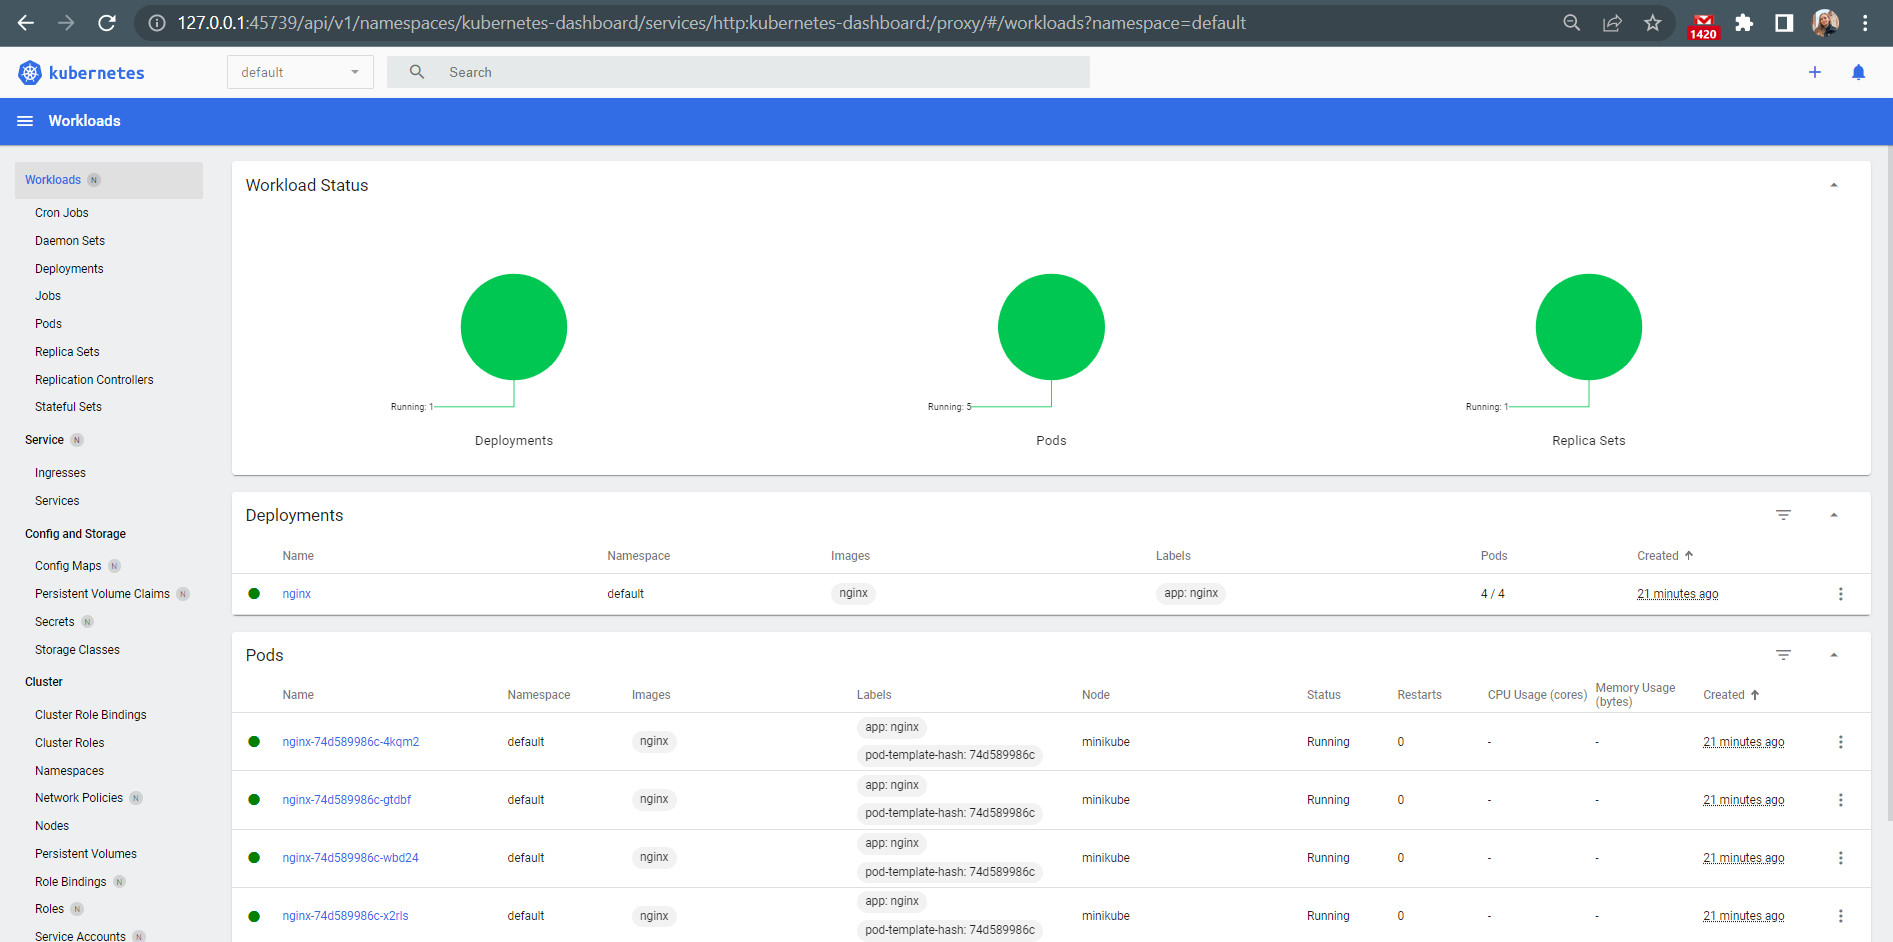 127.0.0.1:45739/api/v1/namespaces/kubernetes-dashboard/services/http:kubernetes-dashboard:/proxy/#/workloads?namespace=default
1420
kubernetes
default
Search
Workloads
Workloads N
Cron Jobs
Daemon Sets
Deployments
Jobs
Pods
Replica Sets
Replication Controllers
Stateful Sets
Service N
Ingresses
Services
Config and Storage
Config Maps N
Persistent Volume Claims N
Secrets N
Storage Classes
Cluster
Cluster Role Bindings
Cluster Roles
Namespaces
Network Policies N
Nodes
Persistent Volumes
Role Bindings N
Roles N
Service Accounts N
Workload Status
Running: 1
Deployments
Running: 5
Pods
Running: 1
Replica Sets
Deployments
Name Namespace Images Labels Pods Created
nginx default nginx app: nginx 4 / 4 21 minutes ago
Pods
Name Namespace Images Labels Node Status Restarts CPU Usage (cores) Memory Usage (bytes) Created
nginx-74d589986c-4kqm2 default nginx app: nginx pod-template-hash: 74d589986c minikube Running 0 - - 21 minutes ago
nginx-74d589986c-gtdbf default nginx app: nginx pod-template-hash: 74d589986c minikube Running 0 - - 21 minutes ago
nginx-74d589986c-wbd24 default nginx app: nginx pod-template-hash: 74d589986c minikube Running 0 - - 21 minutes ago
nginx-74d589986c-x2rls default nginx app: nginx pod-template-hash: 74d589986c minikube Running 0 - - 21 minutes ago